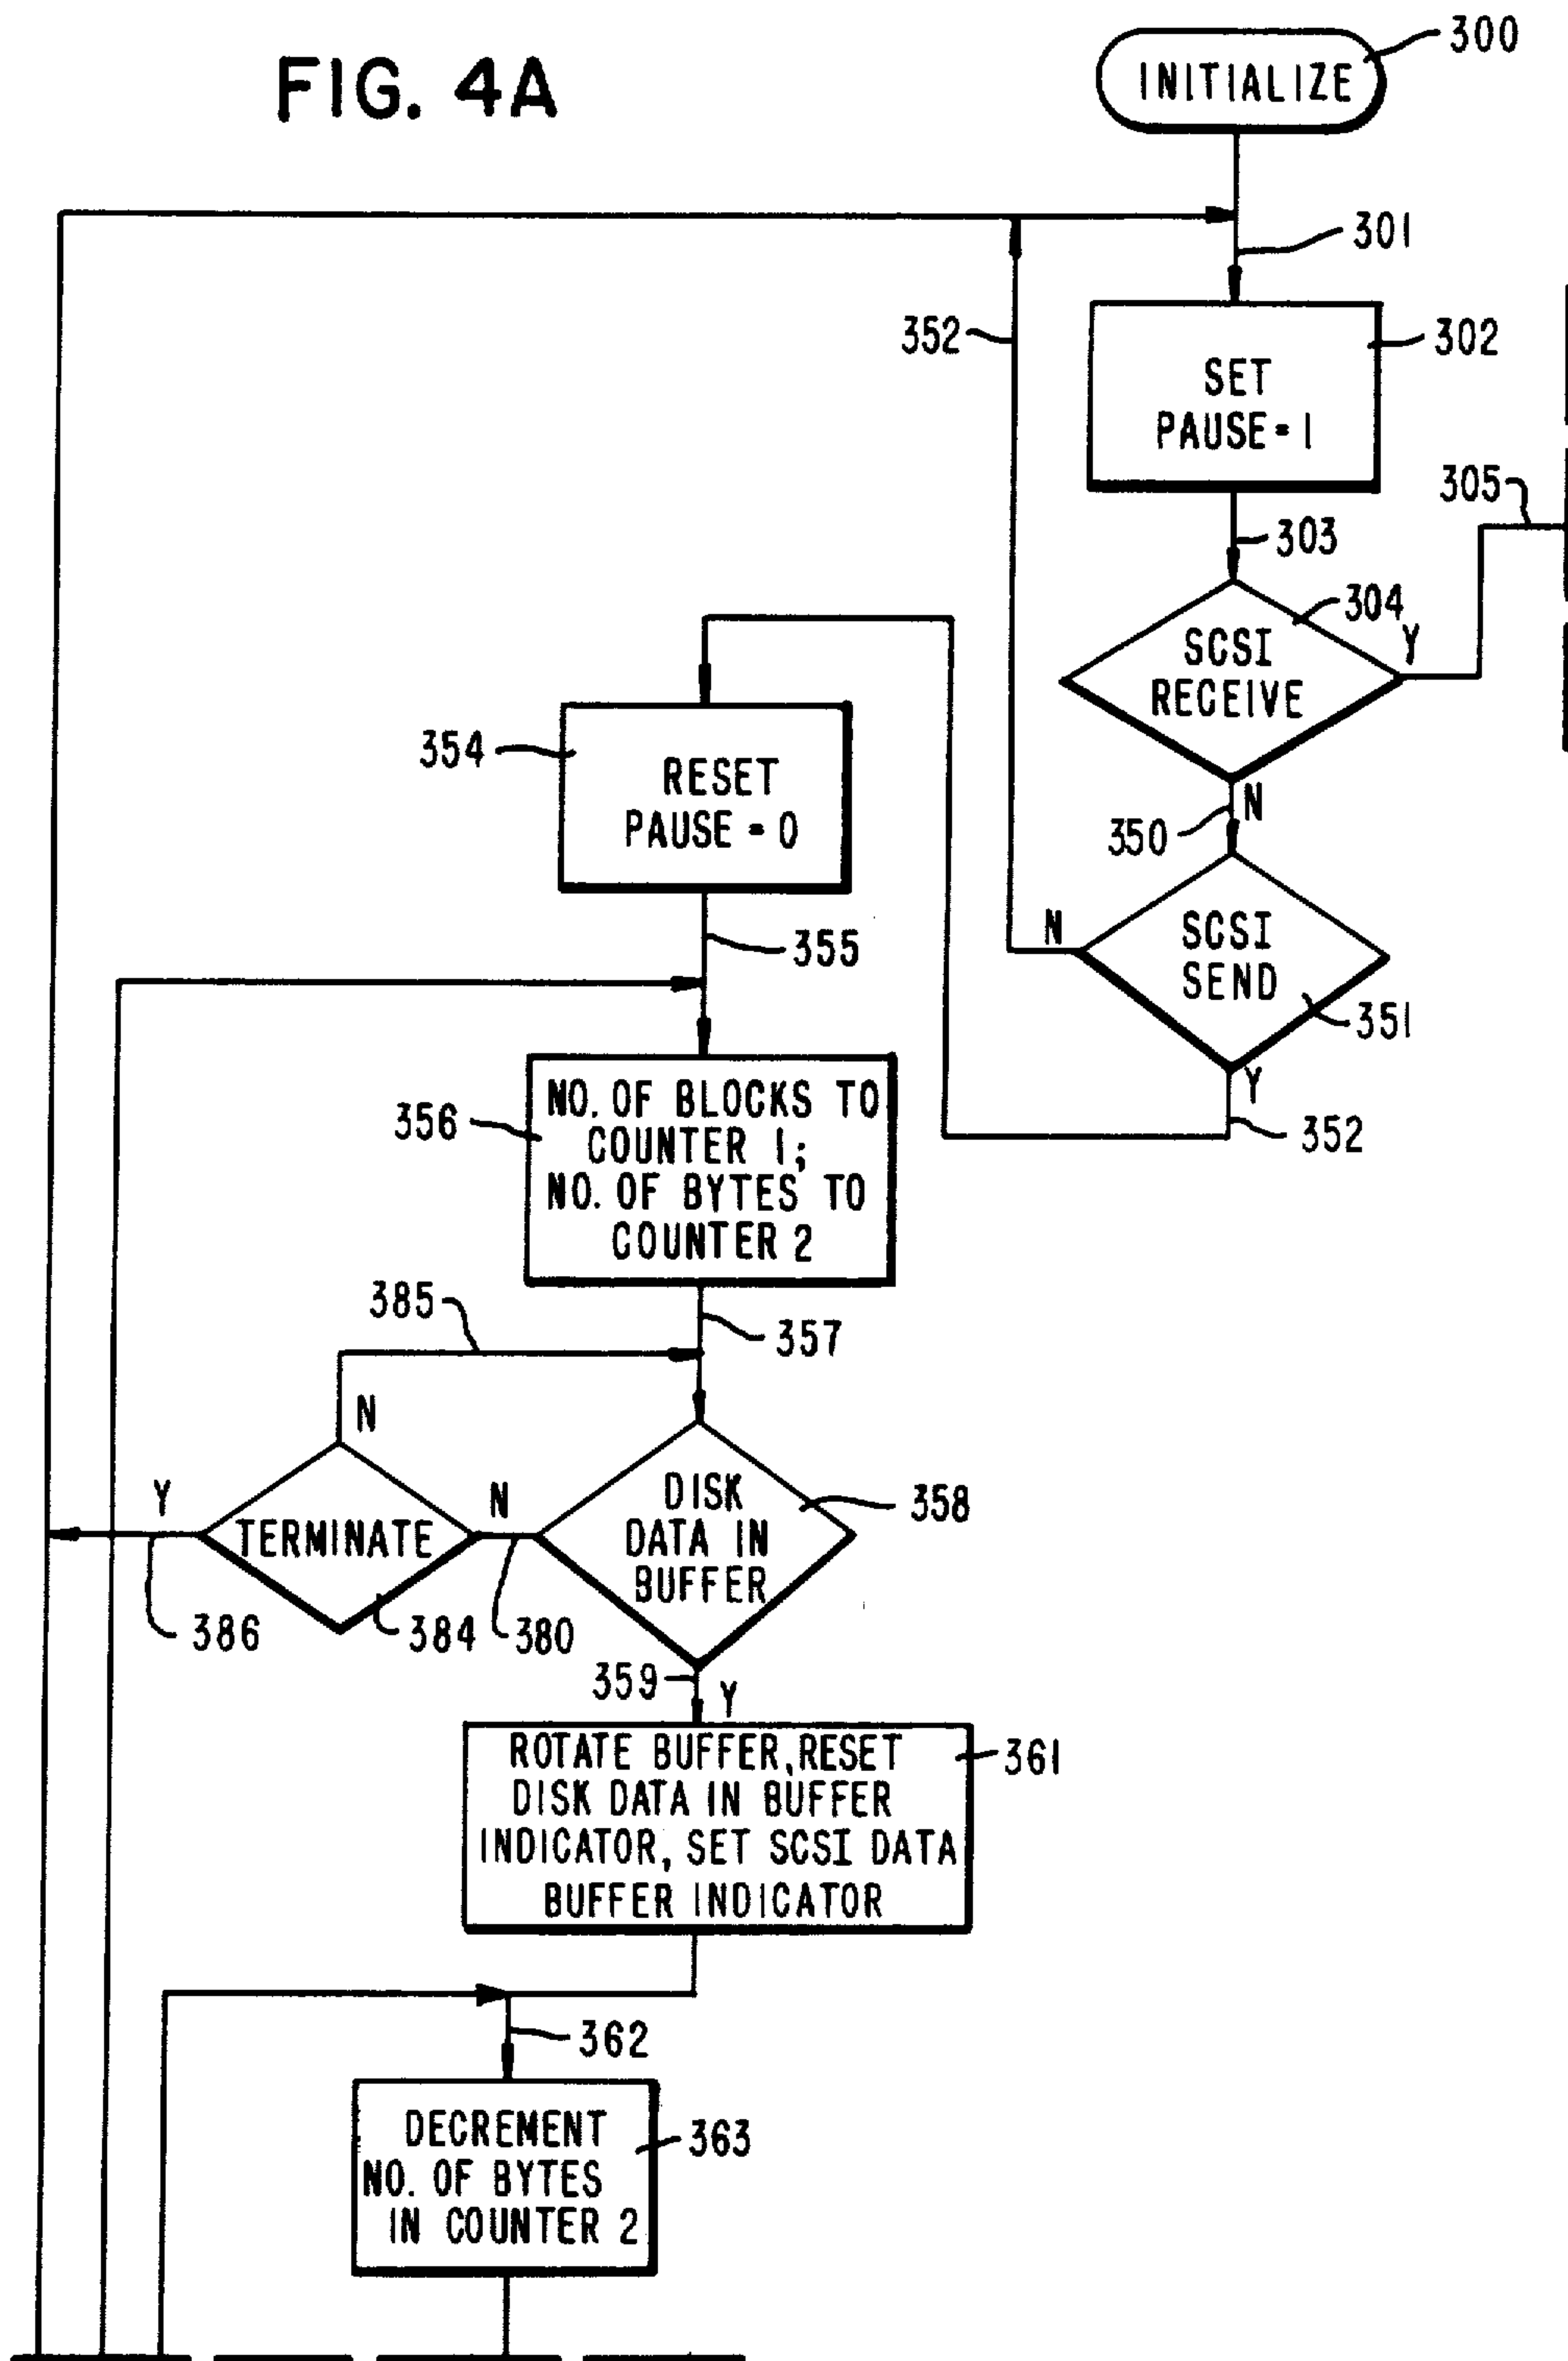 FIG. 4A
300
INITIALIZE
301
352
302
SET
PAUSE=1
305
303
304
SCSI
RECEIVE
Y
354
RESET
PAUSE = 0
N
350
N
SCSI
SEND
351
355
Y
352
356
NO. OF BLOCKS TO
COUNTER 1;
NO. OF BYTES TO
COUNTER 2
385
357
N
Y
TERMINATE
N
DISK
DATA IN
BUFFER
358
386
384
380
359
Y
ROTATE BUFFER, RESET
DISK DATA IN BUFFER
INDICATOR, SET SCSI DATA
BUFFER INDICATOR
361
362
DECREMENT
NO. OF BYTES
IN COUNTER 2
363